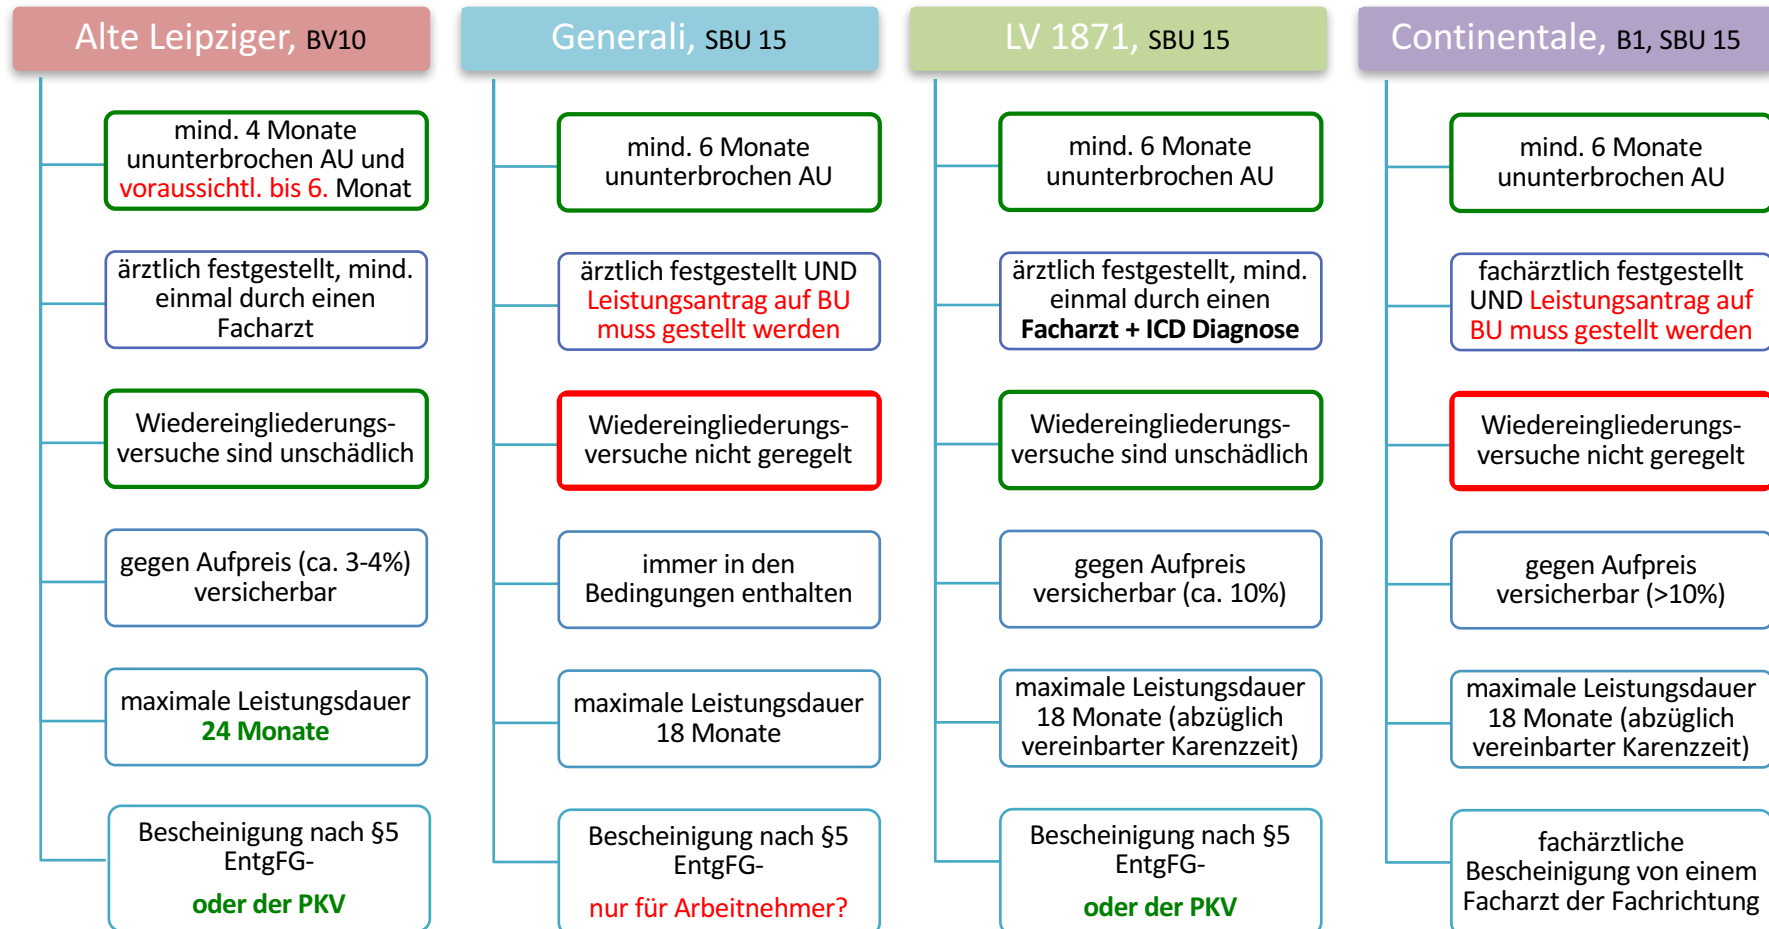 Alte Leipziger, BV10
mind. 4 Monate
ununterbrochen AU und
voraussichtl. bis 6. Monat
ärztlich festgestellt, mind.
einmal durch einen
Facharzt
Wiedereingliederungs-
versuche sind unschädlich
gegen Aufpreis (ca. 3-4%)
versicherbar
maximale Leistungsdauer
24 Monate
Bescheinigung nach §5
EntgFG-
oder der PKV
Generali, SBU 15
mind. 6 Monate
ununterbrochen AU
ärztlich festgestellt UND
Leistungsantrag auf BU
muss gestellt werden
Wiedereingliederungs-
versuche nicht geregelt
immer in den
Bedingungen enthalten
maximale Leistungsdauer
18 Monate
Bescheinigung nach §5
EntgFG-
nur für Arbeitnehmer?
LV 1871, SBU 15
mind. 6 Monate
ununterbrochen AU
ärztlich festgestellt, mind.
einmal durch einen
Facharzt + ICD Diagnose
Wiedereingliederungs-
versuche sind unschädlich
gegen Aufpreis
versicherbar (ca. 10%)
maximale Leistungsdauer
18 Monate (abzüglich
vereinbarter Karenzzeit)
Bescheinigung nach §5
EntgFG-
oder der PKV
Continentale, B1, SBU 15
mind. 6 Monate
ununterbrochen AU
fachärztlich festgestellt
UND Leistungsantrag auf
BU muss gestellt werden
Wiedereingliederungs-
versuche nicht geregelt
gegen Aufpreis
versicherbar (>10%)
maximale Leistungsdauer
18 Monate (abzüglich
vereinbarter Karenzzeit)
fachärztliche
Bescheinigung von einem
Facharzt der Fachrichtung